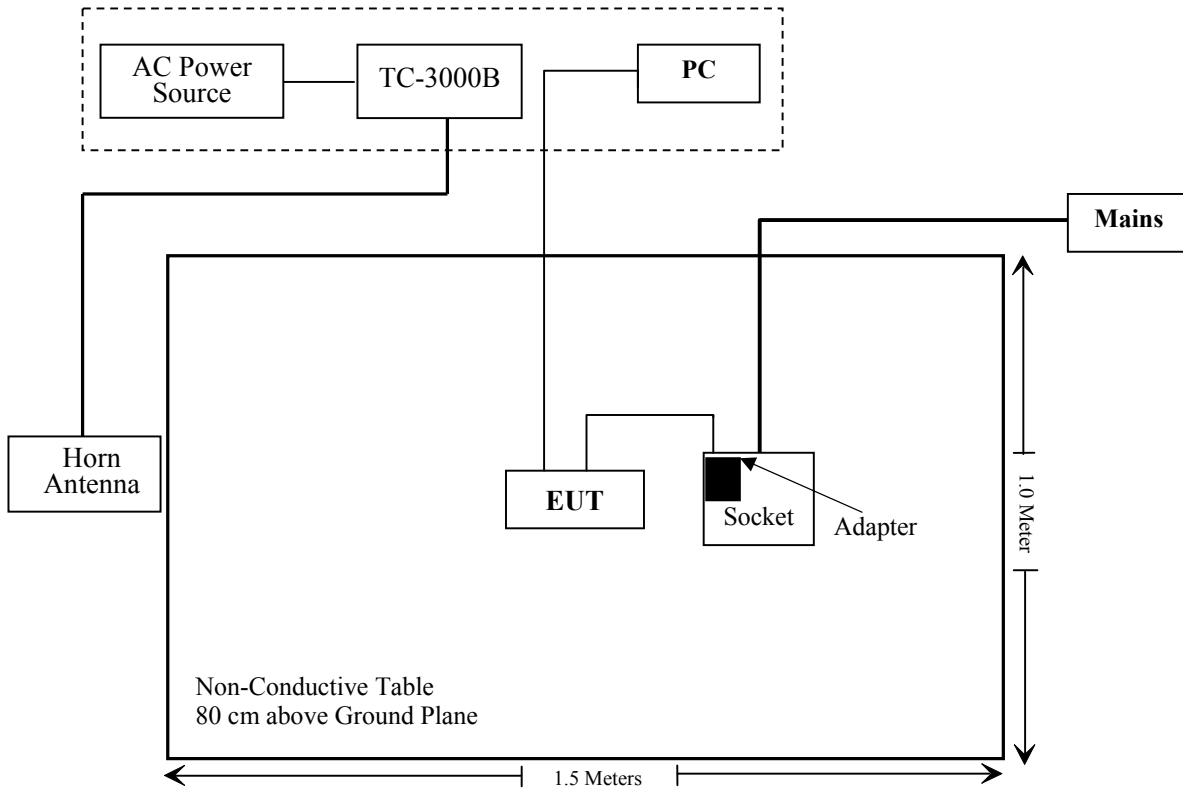 AC Power
Source
TC-3000B
PC
Mains
Horn
Antenna
EUT
Socket
Adapter
1.0 Meter
Non-Conductive Table
80 cm above Ground Plane
1.5 Meters